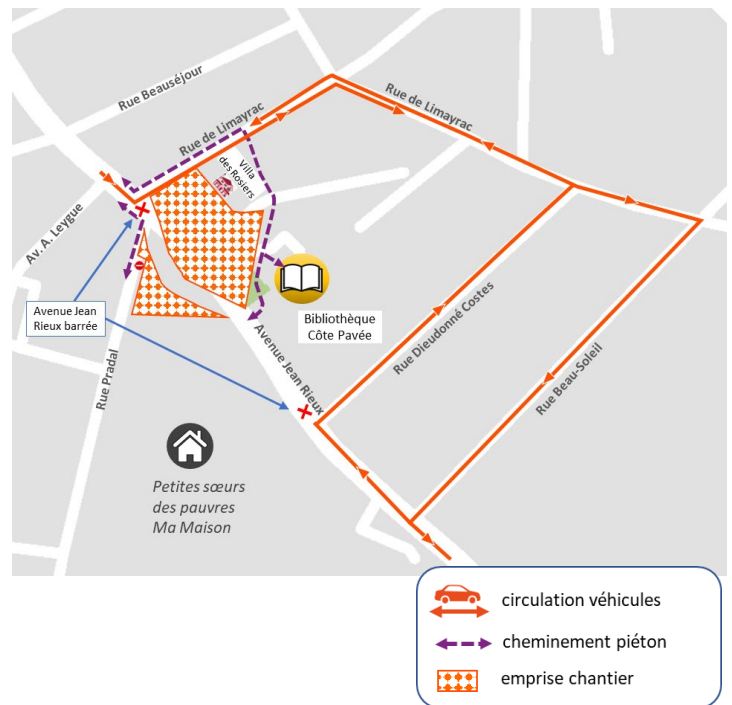 Rue Beauséjour
Rue de Limayrac
Rue de Limayrac
Villa
des Rosiers
Av. A. Leygue
Avenue Jean
Rieux barrée
Bibliothèque
Côte Pavée
Avenue Jean Rieux
Rue Dieudonné Costes
Rue Beau-Soleil
Rue Pradal
Petites sœurs
des pauvres
Ma Maison
circulation véhicules
cheminement piéton
emprise chantier